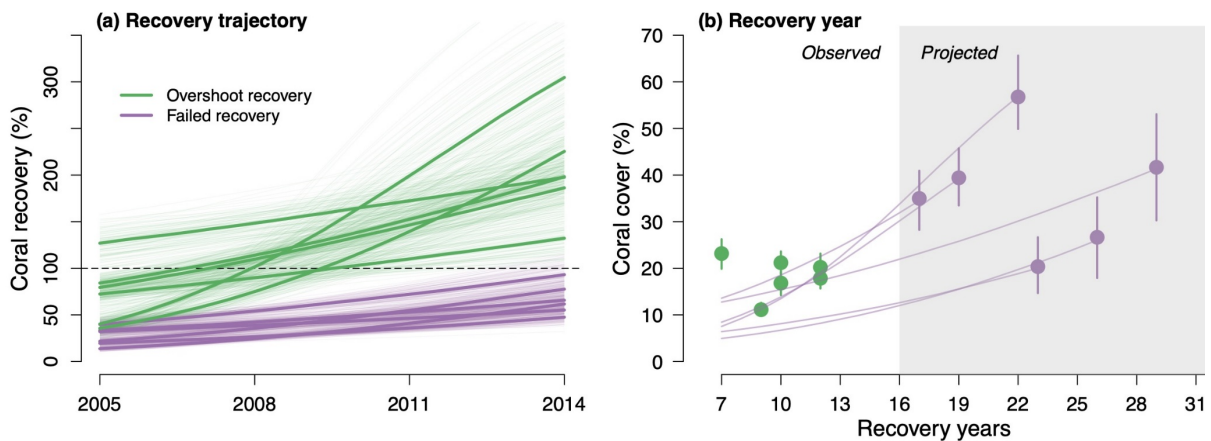 (a) Recovery trajectory
Coral recovery (%)
300
200
100
50
0
Overshoot recovery
Failed recovery
2005
2008
2011
2014
(b) Recovery year
Observed
Projected
Coral cover (%)
70
60
50
40
30
20
10
0
7
10
13
16
19
22
25
28
31
Recovery years